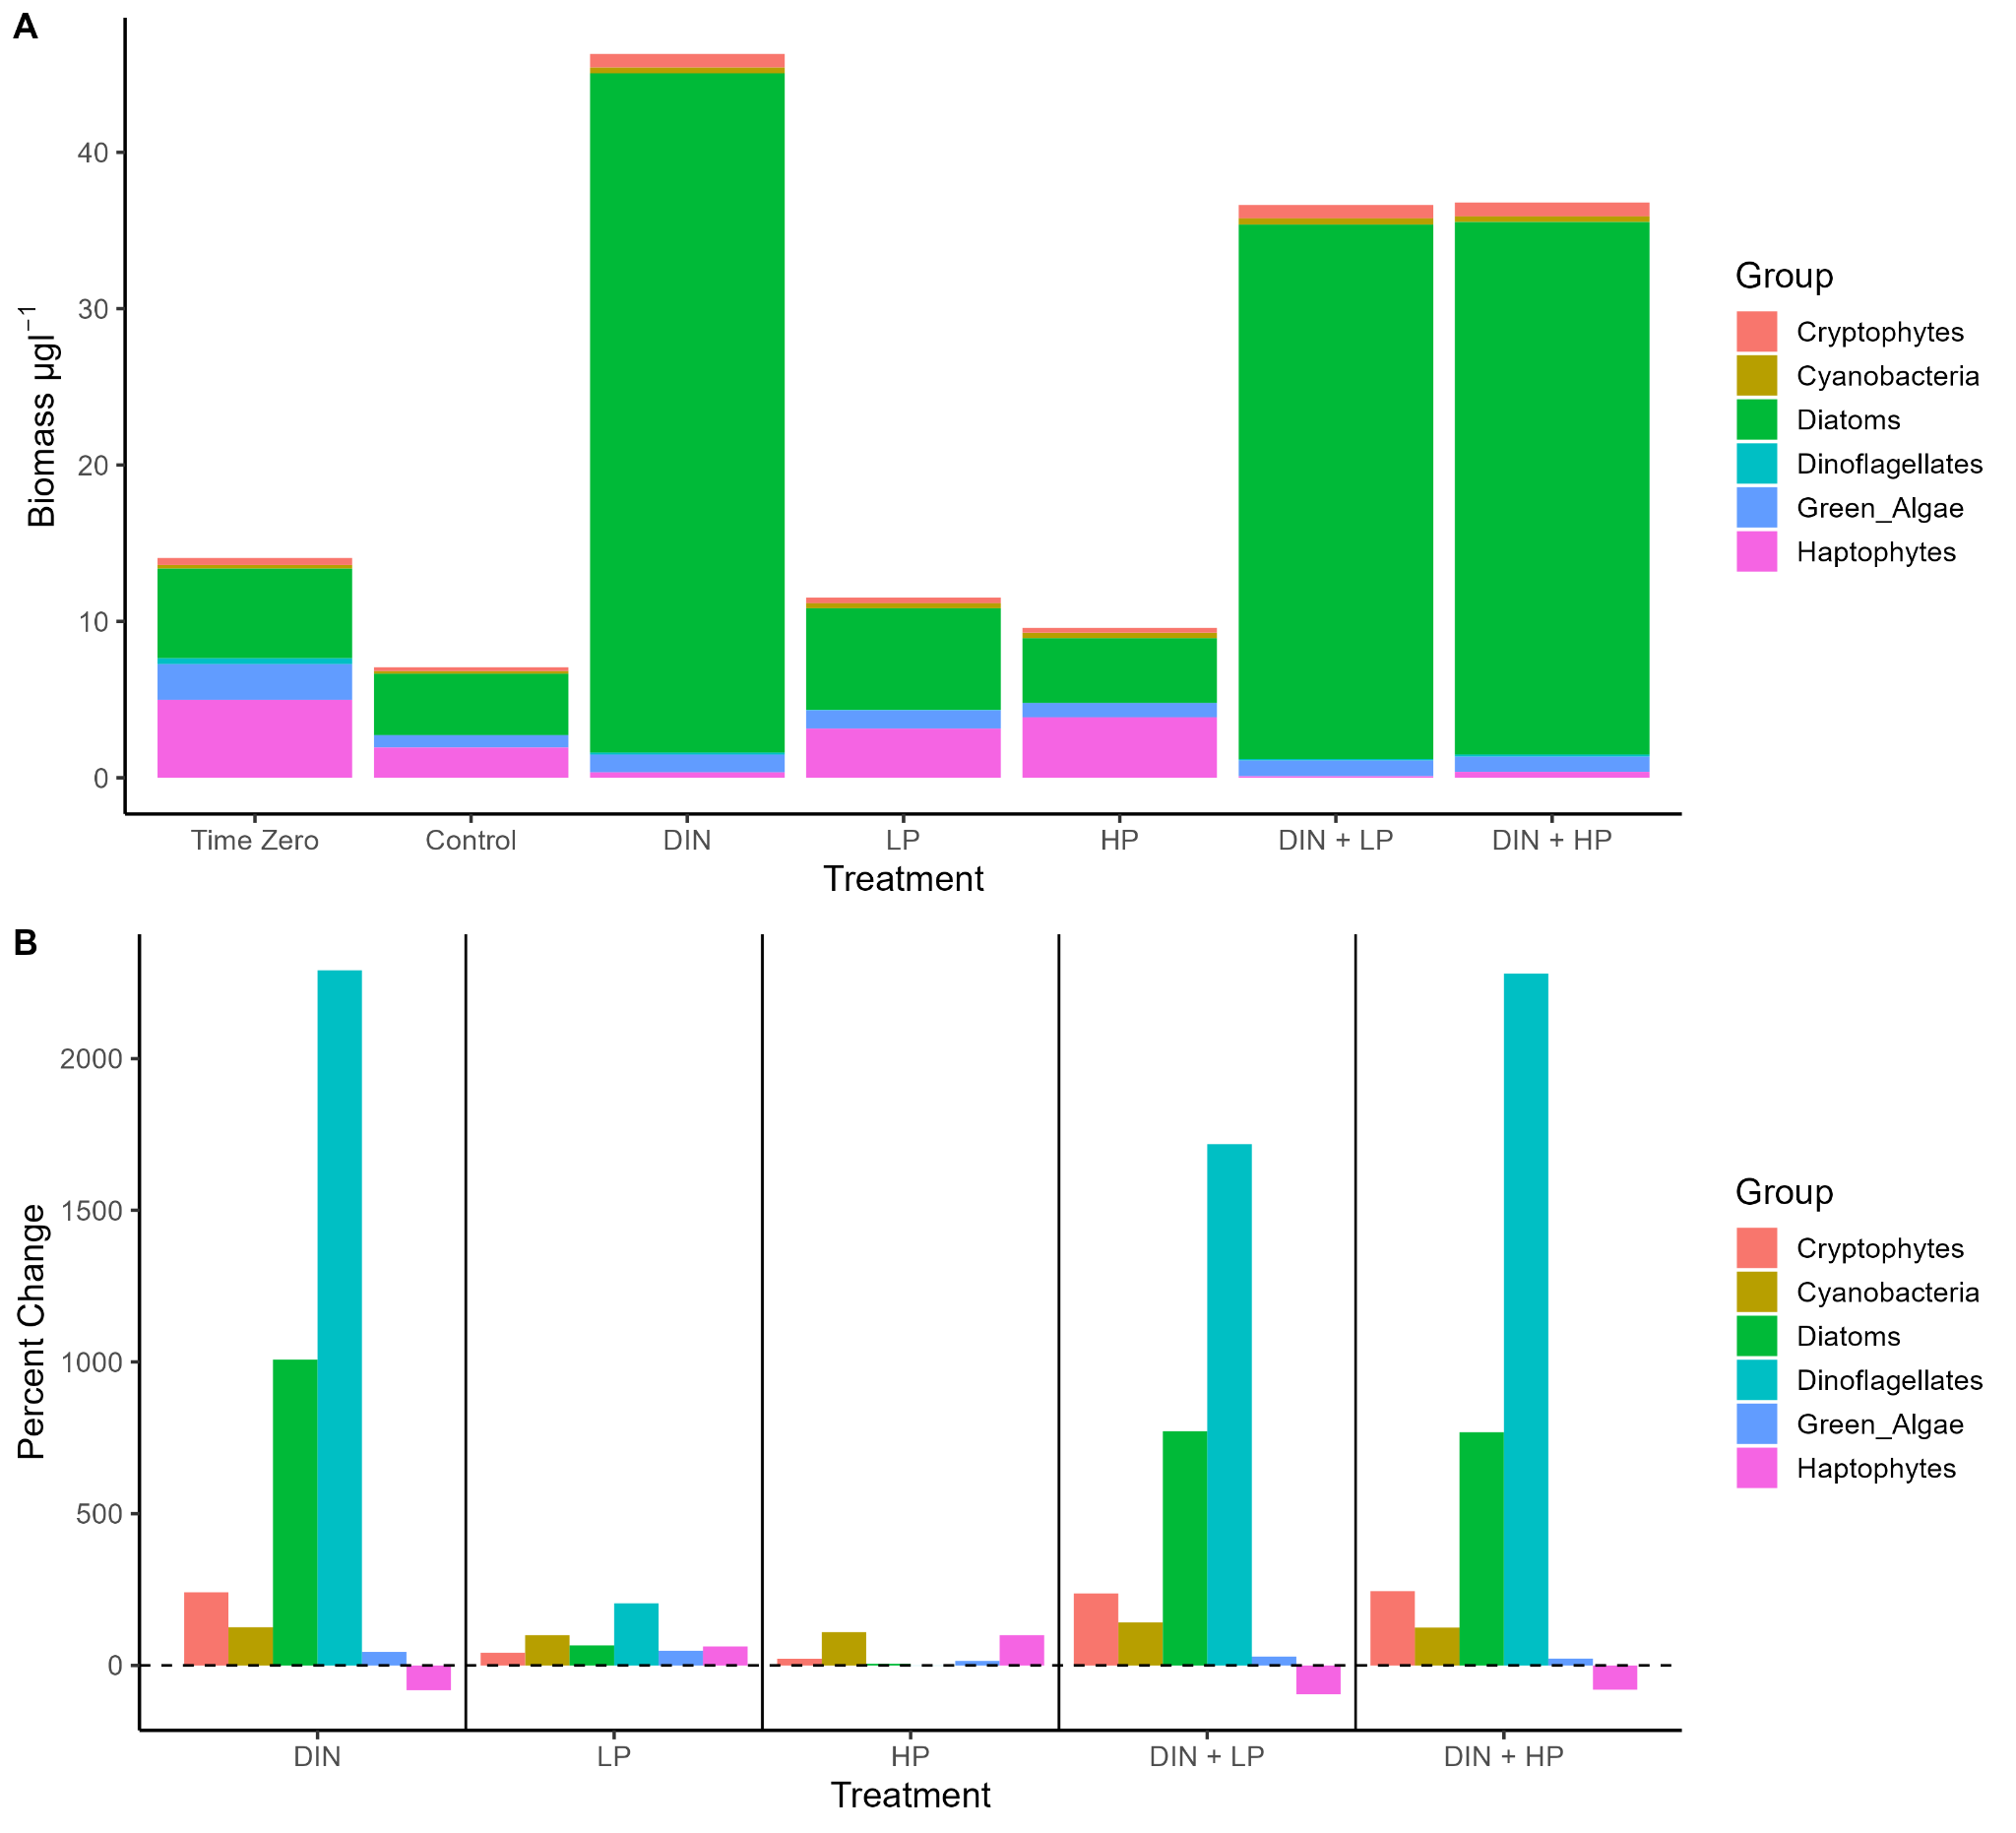 A
Biomass µgl⁻¹
40
30
20
10
0
Time Zero Control DIN LP HP DIN + LP DIN + HP
Treatment
Group
Cryptophytes
Cyanobacteria
Diatoms
Dinoflagellates
Green_Algae
Haptophytes
B
Percent Change
2000
1500
1000
500
0
DIN LP HP DIN + LP DIN + HP
Treatment
Group
Cryptophytes
Cyanobacteria
Diatoms
Dinoflagellates
Green_Algae
Haptophytes